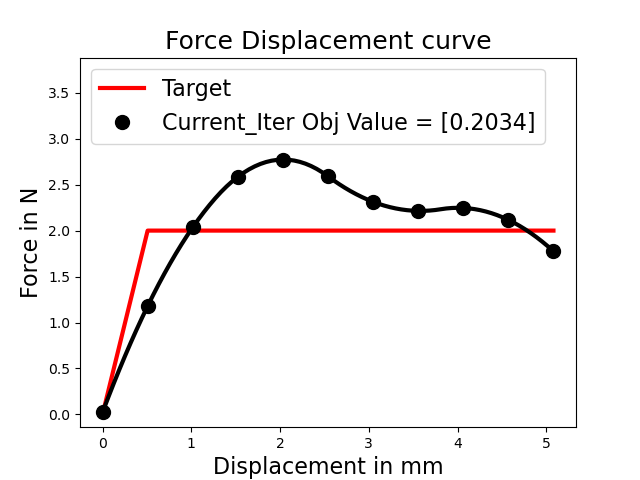 Force Displacement curve
Target
Current_Iter Obj Value = [0.2034]
3.5
3.0
2.5
2.0
1.5
1.0
0.5
0.0
Force in N
0 1 2 3 4 5
Displacement in mm